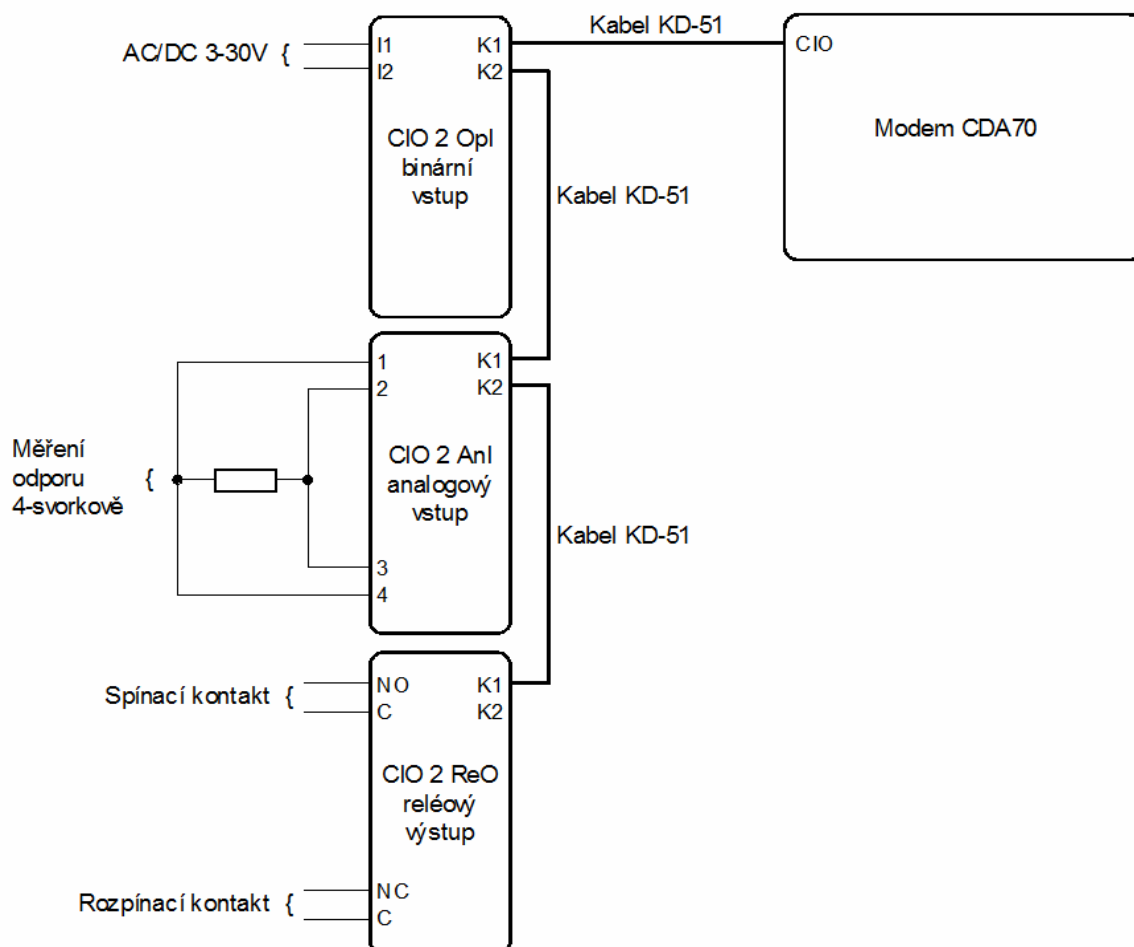 Kabel KD-51
AC/DC 3-30V {
I1 K1
I2 K2
CIO 2 OpI
binární
vstup
CIO
Modem CDA70
Kabel KD-51
1 K1
2 K2
Měření
odporu {
4-svorkově
CIO 2 AnI
analogový
vstup
3
4
Kabel KD-51
Spínací kontakt {
NO K1
C K2
CIO 2 ReO
reléový
výstup
Rozpínací kontakt {
NC
C